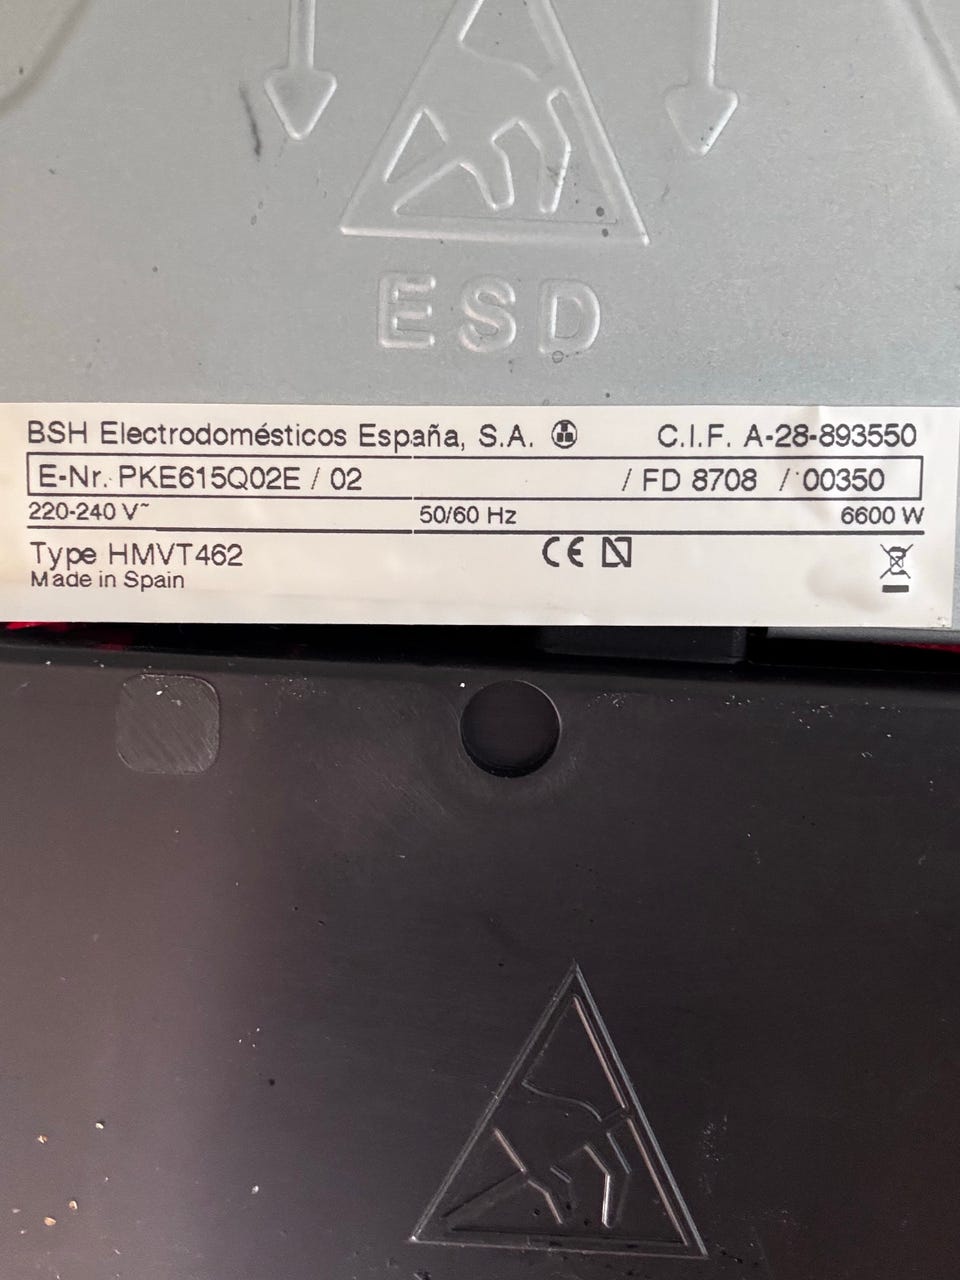 ESD
BSH Electrodomésticos España, S.A. C.I.F. A-28-893550
E-Nr. PKE615Q02E / 02 / FD 8708 / 00350
220-240 V~ 50/60 Hz 6600 W
Type HMVT462 CE N
Made in Spain